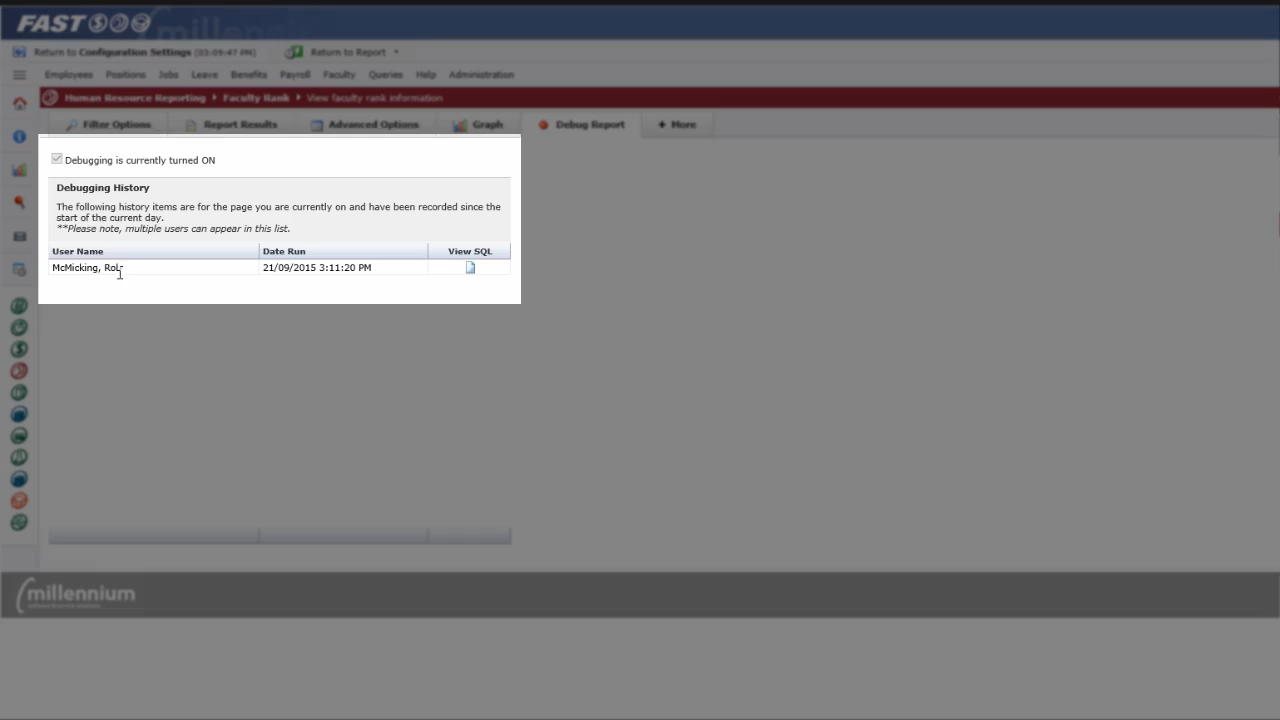 FAST
millennium
Return to Configuration Settings (03:09:47 PM)
Return to Report
Employees Positions Jobs Leave Benefits Payroll Faculty Queries Help Administration
Human Resource Reporting Faculty Rank View faculty rank information
Filter Options Report Results Advanced Options Graph Debug Report + More
Debugging is currently turned ON
Debugging History
The following history items are for the page you are currently on and have been recorded since the
start of the current day.
**Please note, multiple users can appear in this list.
User Name Date Run View SQL
McMicking, 21/09/2015 3:11:20 PM
millennium